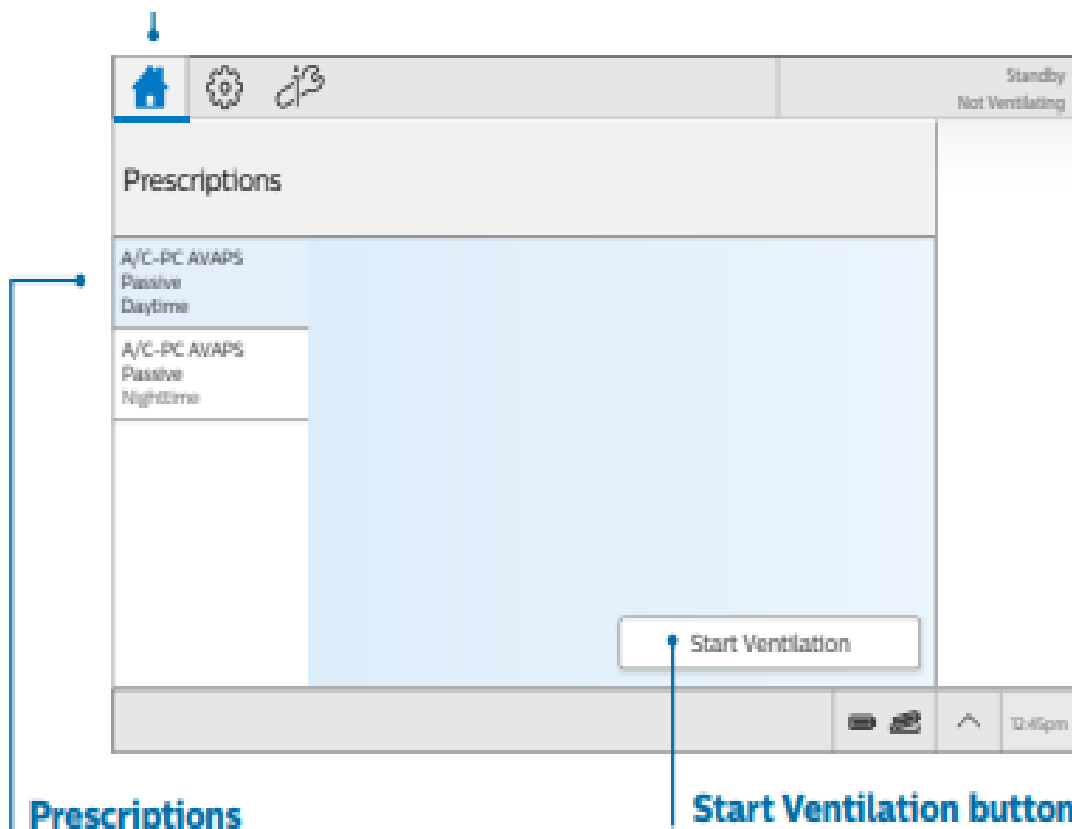 Standby
Not Ventilating
Prescriptions
A/C-PC AVAPS
Passive
Daytime
A/C-PC AVAPS
Passive
Nighttime
Start Ventilation
12:45pm
Prescriptions
Start Ventilation button